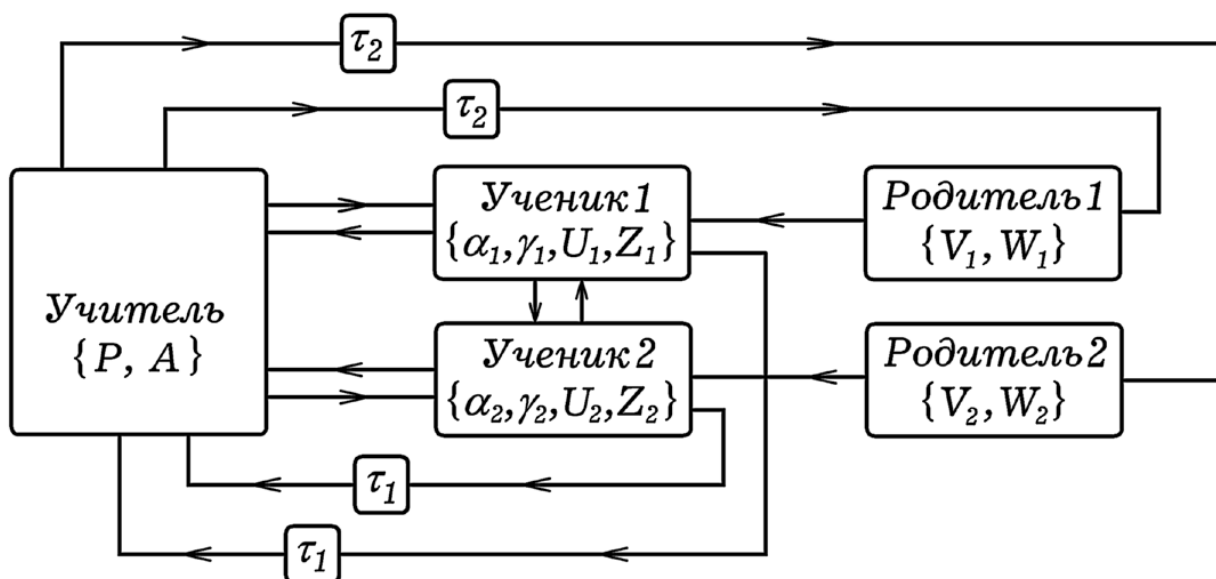 τ₂
τ₂
Ученик 1
{α₁, γ₁, U₁, Z₁}
Родитель 1
{V₁, W₁}
Учитель
{P, A}
Ученик 2
{α₂, γ₂, U₂, Z₂}
Родитель 2
{V₂, W₂}
τ₁
τ₁